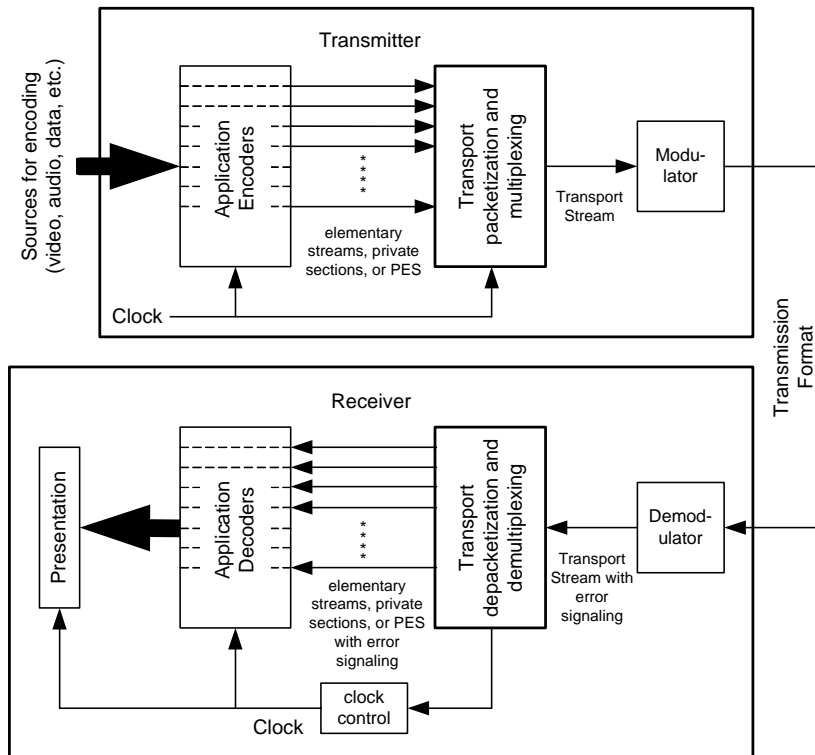 Transmitter
Sources for encoding
(video, audio, data, etc.)
Application
Encoders
*
*
*
*
elementary
streams, private
sections, or PES
Transport
packetization and
multiplexing
Transport
Stream
Modu-
lator
Clock
Transmission
Format
Receiver
Presentation
Application
Decoders
*
*
*
*
elementary
streams, private
sections, or PES
with error
signaling
Transport
depacketization and
demultiplexing
Transport
Stream with
error
signaling
Demod-
ulator
clock
control
Clock